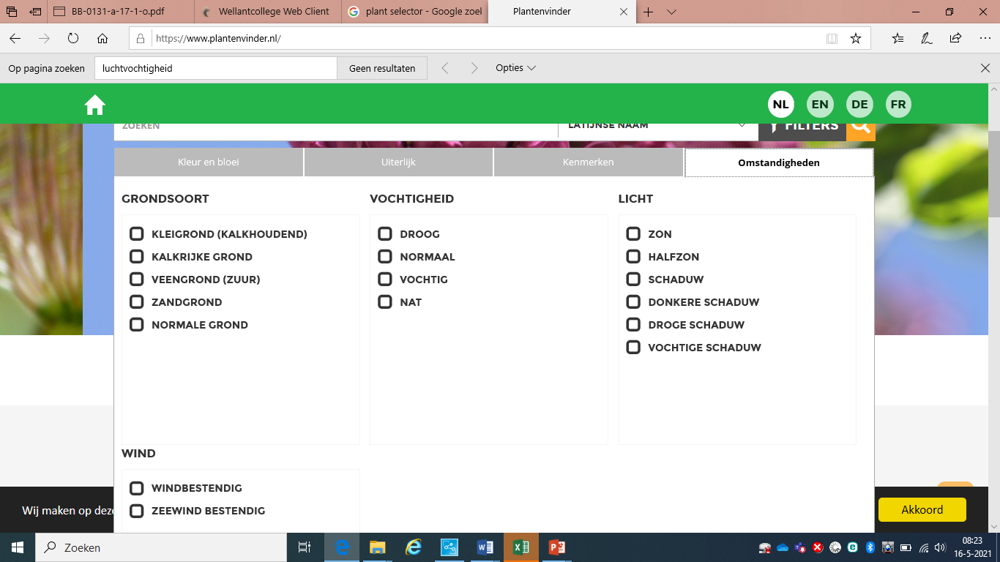 BB-0131-a-17-1-o.pdf
Wellantcollege Web Client
plant selector - Google zoel
Plantenvinder
https://www.plantenvinder.nl/
Op pagina zoeken
luchtvochtigheid
Geen resultaten
Opties
NL EN DE FR
ZOEKEN
LATIJNSE NAAM
FILTERS
Kleur en bloei
Uiterlijk
Kenmerken
Omstandigheden
GRONDSOORT
KLEIGROND (KALKHOUDEND)
KALKRIJKE GROND
VEENGROND (ZUUR)
ZANDGROND
NORMALE GROND
VOCHTIGHEID
DROOG
NORMAAL
VOCHTIG
NAT
LICHT
ZON
HALFZON
SCHADUW
DONKERE SCHADUW
DROGE SCHADUW
VOCHTIGE SCHADUW
WIND
WINDBESTENDIG
ZEEWIND BESTENDIG
Wij maken op deze
Akkoord
Zoeken
08:23
16-5-2021